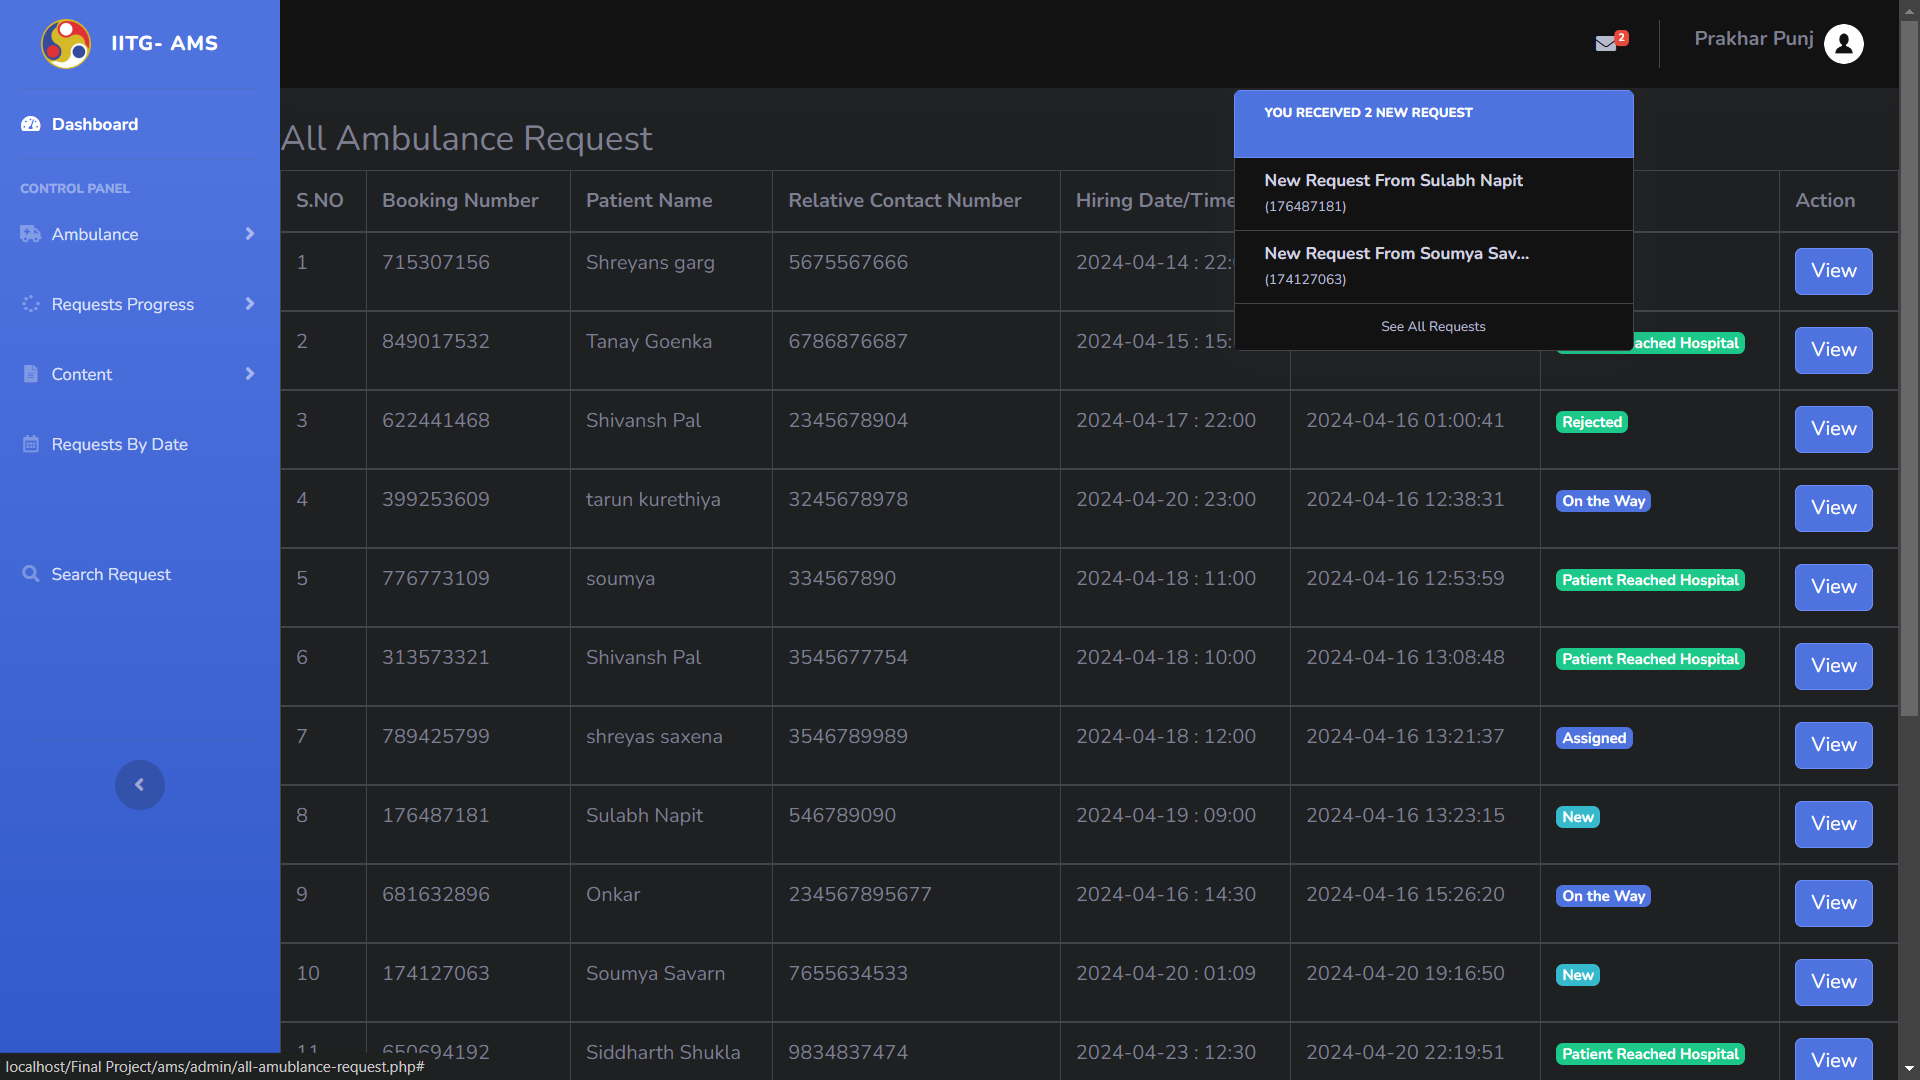 IITG- AMS
2
Prakhar Punj
Dashboard
CONTROL PANEL
Ambulance
Requests Progress
Content
Requests By Date
Search Request
YOU RECEIVED 2 NEW REQUEST
New Request From Sulabh Napit
(176487181)
New Request From Soumya Sav...
(174127063)
See All Requests
All Ambulance Request
S.NO Booking Number Patient Name Relative Contact Number Hiring Date/Time Action
1 715307156 Shreyans garg 5675567666 2024-04-14 : 22: View
2 849017532 Tanay Goenka 6786876687 2024-04-15 : 15: ached Hospital View
3 622441468 Shivansh Pal 2345678904 2024-04-17 : 22:00 2024-04-16 01:00:41 Rejected View
4 399253609 tarun kurethiya 3245678978 2024-04-20 : 23:00 2024-04-16 12:38:31 On the Way View
5 776773109 soumya 334567890 2024-04-18 : 11:00 2024-04-16 12:53:59 Patient Reached Hospital View
6 313573321 Shivansh Pal 3545677754 2024-04-18 : 10:00 2024-04-16 13:08:48 Patient Reached Hospital View
7 789425799 shreyas saxena 3546789989 2024-04-18 : 12:00 2024-04-16 13:21:37 Assigned View
8 176487181 Sulabh Napit 546789090 2024-04-19 : 09:00 2024-04-16 13:23:15 New View
9 681632896 Onkar 234567895677 2024-04-16 : 14:30 2024-04-16 15:26:20 On the Way View
10 174127063 Soumya Savarn 7655634533 2024-04-20 : 01:09 2024-04-20 19:16:50 New View
11 650694192 Siddharth Shukla 9834837474 2024-04-23 : 12:30 2024-04-20 22:19:51 Patient Reached Hospital View
localhost/Final Project/ams/admin/all-amublance-request.php#